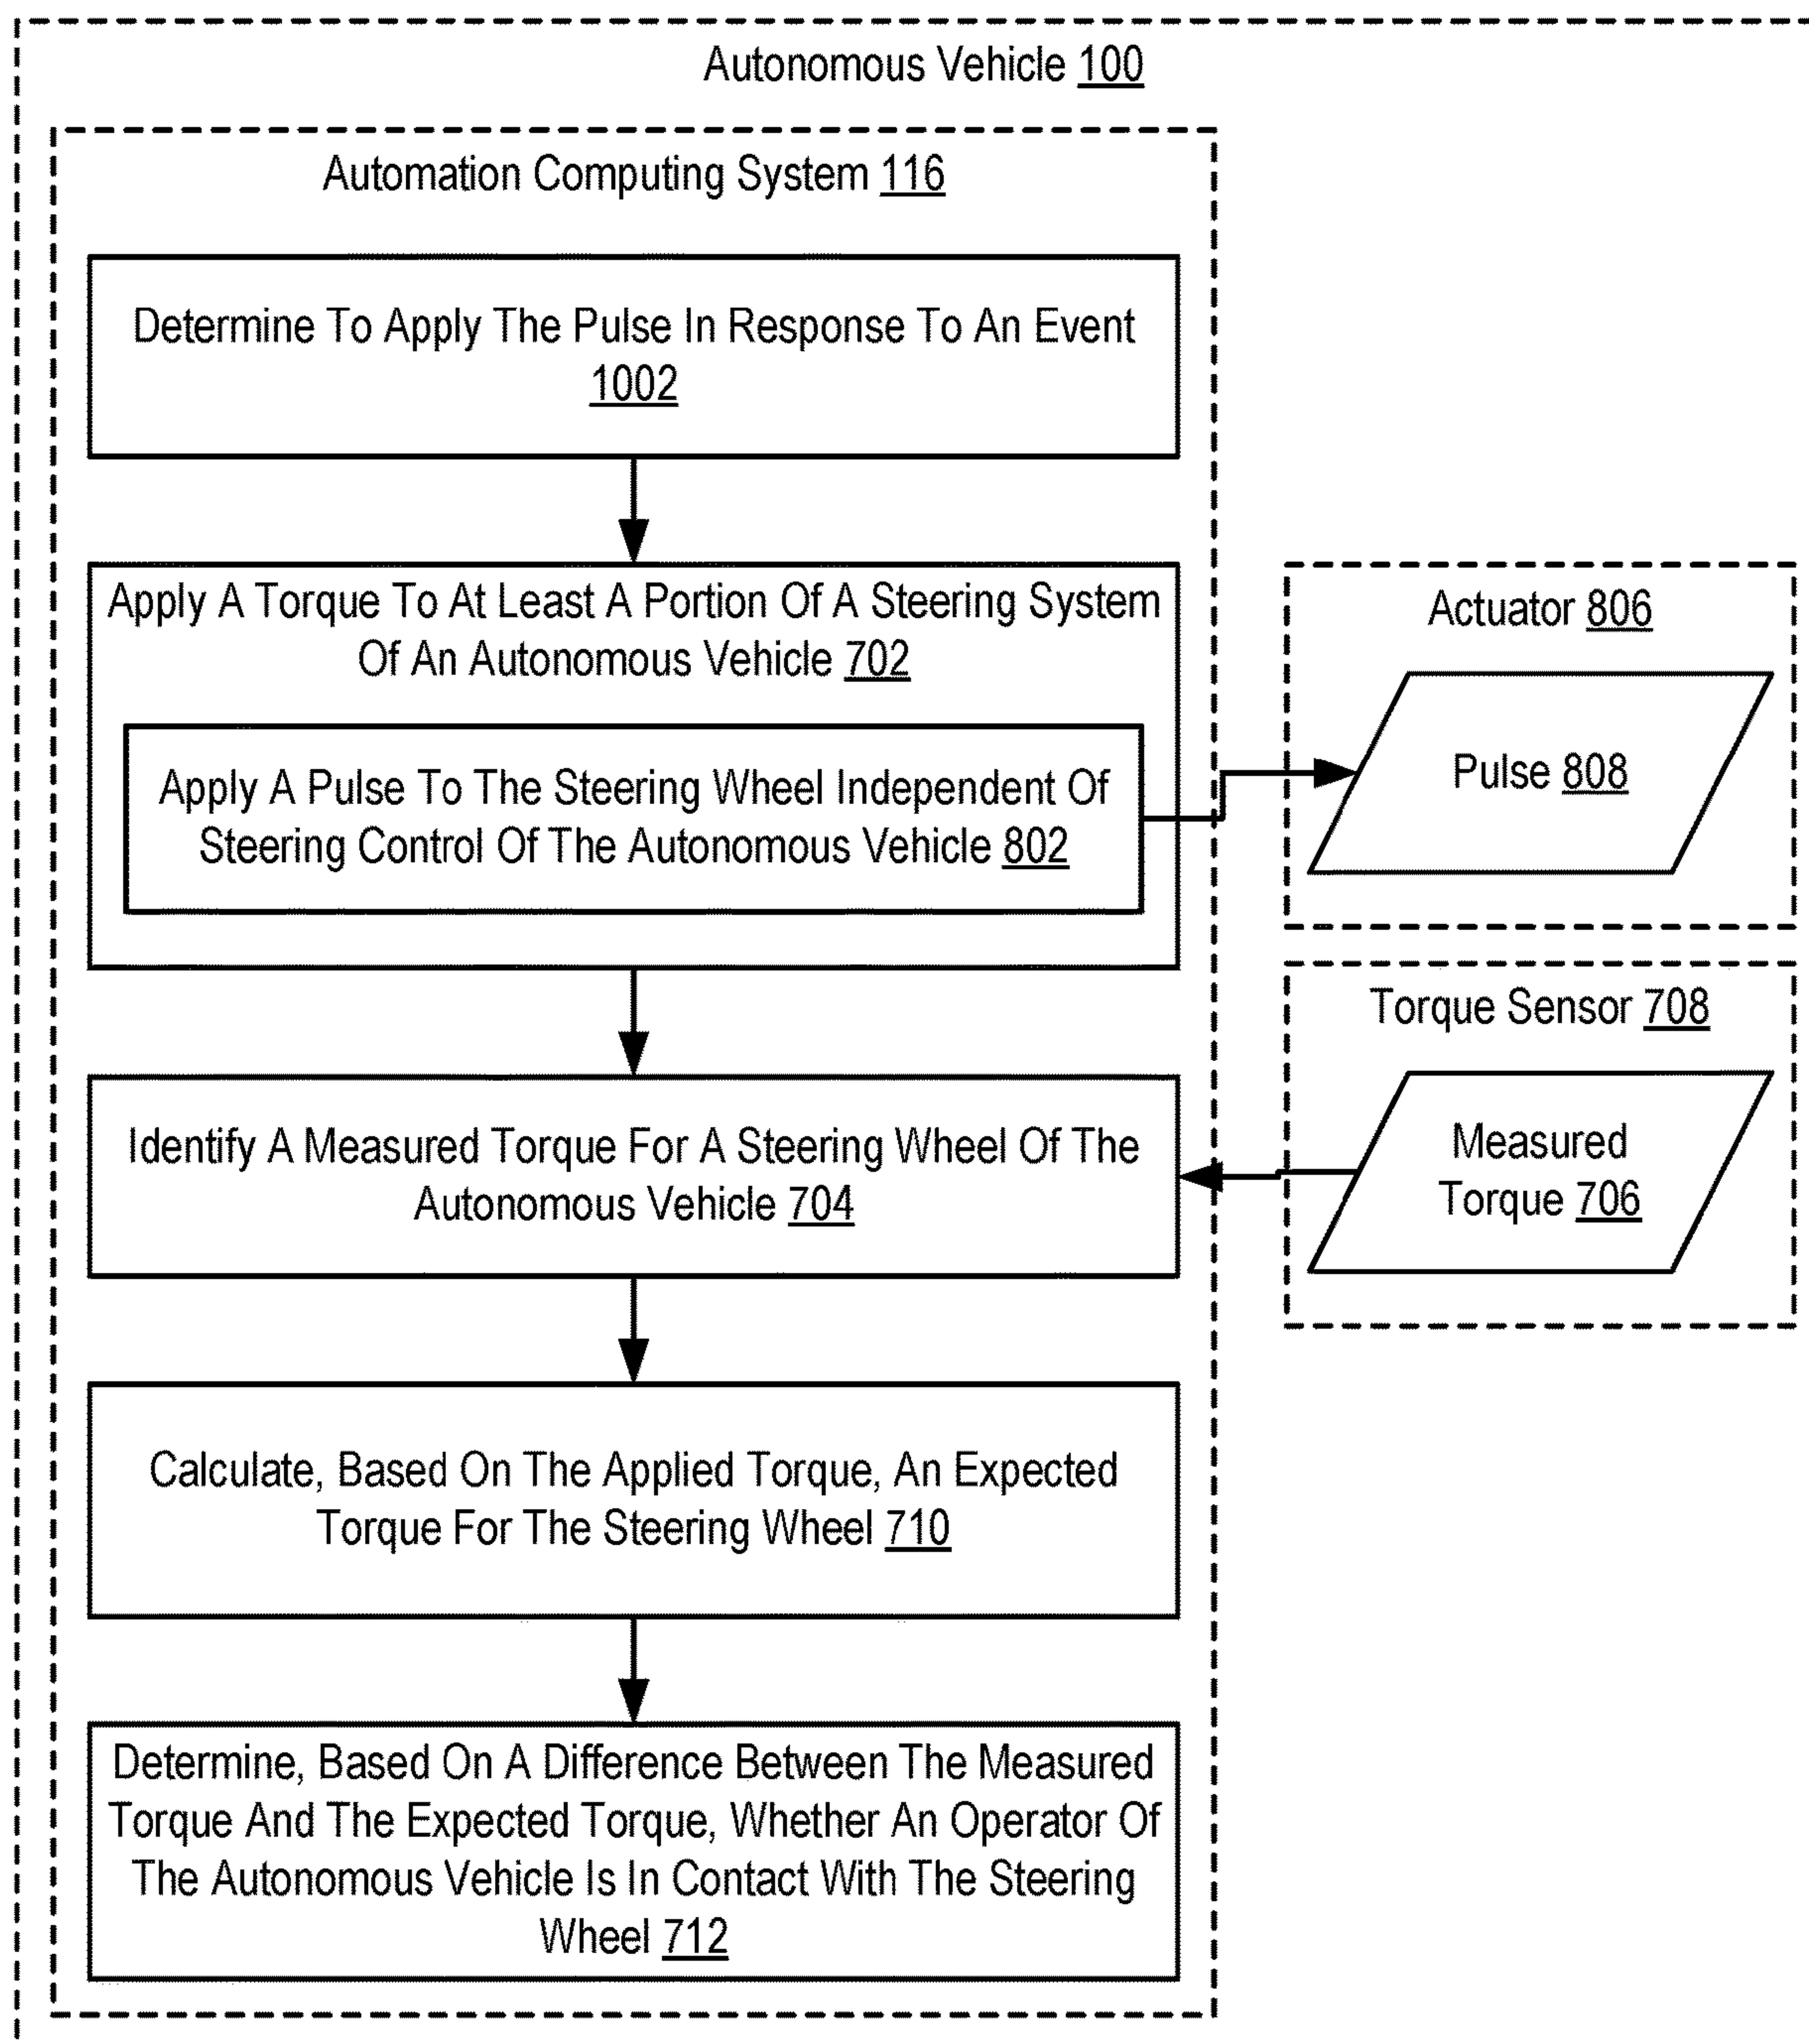 Autonomous Vehicle 100
Automation Computing System 116
Determine To Apply The Pulse In Response To An Event
1002
Apply A Torque To At Least A Portion Of A Steering System
Of An Autonomous Vehicle 702
Apply A Pulse To The Steering Wheel Independent Of
Steering Control Of The Autonomous Vehicle 802
Actuator 806
Pulse 808
Torque Sensor 708
Measured
Torque 706
Identify A Measured Torque For A Steering Wheel Of The
Autonomous Vehicle 704
Calculate, Based On The Applied Torque, An Expected
Torque For The Steering Wheel 710
Determine, Based On A Difference Between The Measured
Torque And The Expected Torque, Whether An Operator Of
The Autonomous Vehicle Is In Contact With The Steering
Wheel 712